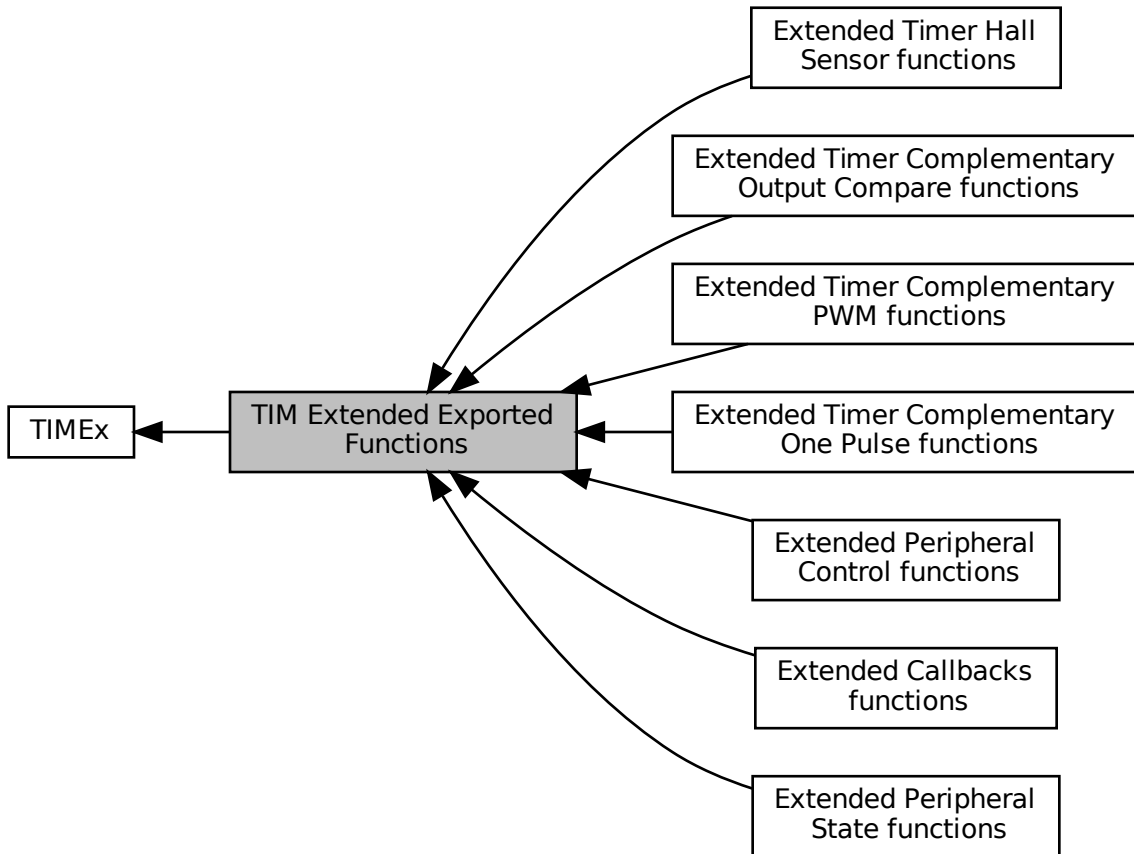 Extended Timer Hall
Sensor functions
Extended Timer Complementary
Output Compare functions
Extended Timer Complementary
PWM functions
TIMEx
TIM Extended Exported
Functions
Extended Timer Complementary
One Pulse functions
Extended Peripheral
Control functions
Extended Callbacks
functions
Extended Peripheral
State functions